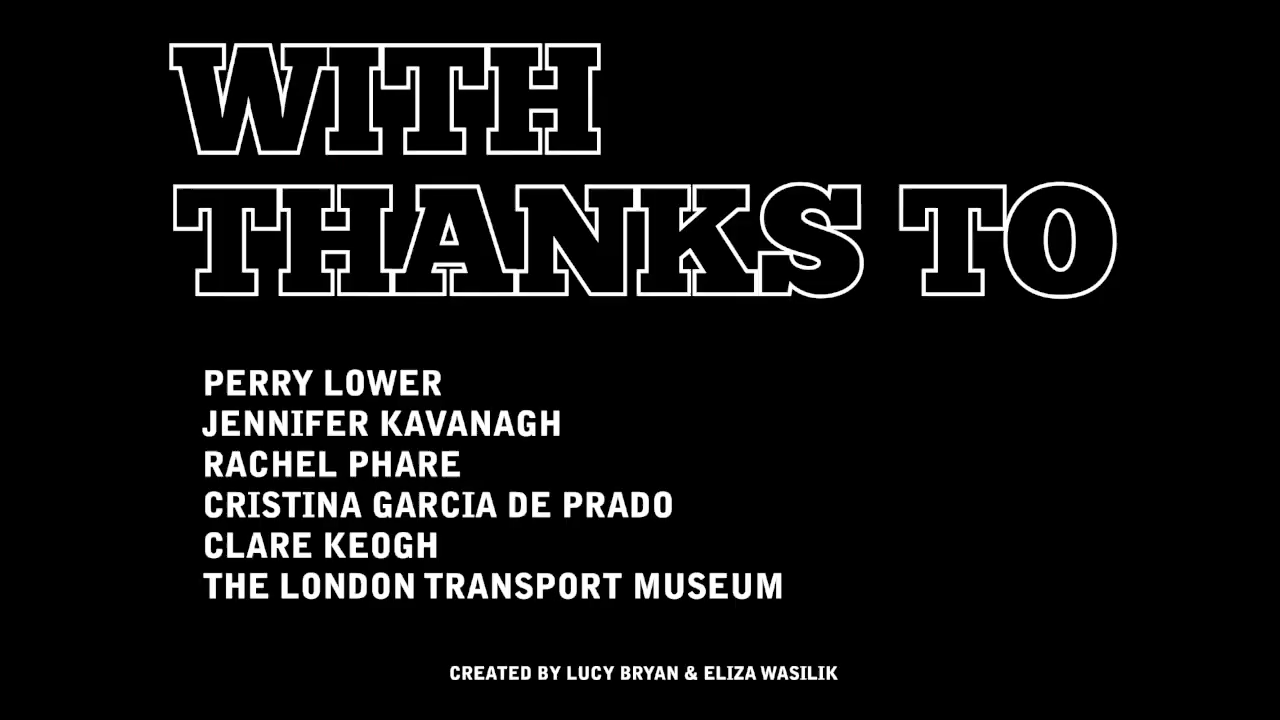 WITH
THANKS TO
PERRY LOWER
JENNIFER KAVANAGH
RACHEL PHARE
CRISTINA GARCIA DE PRADO
CLARE KEOGH
THE LONDON TRANSPORT MUSEUM
CREATED BY LUCY BRYAN & ELIZA WASILIK